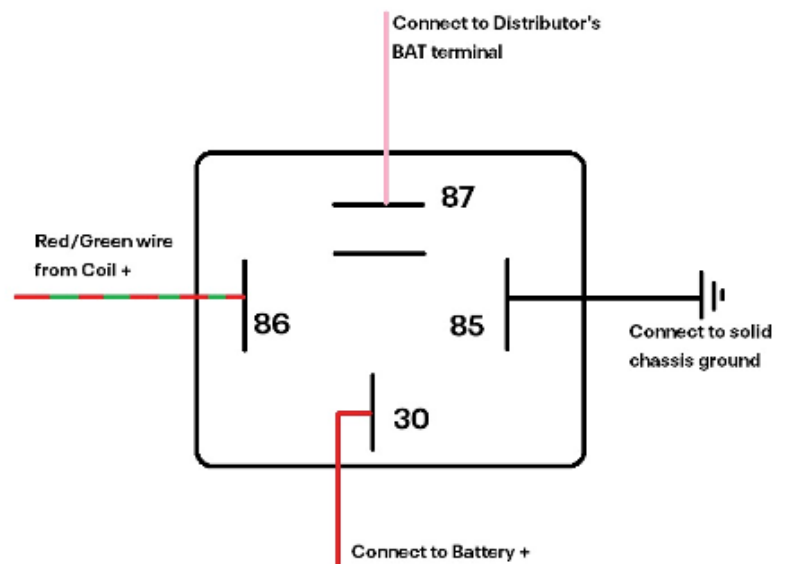 Connect to Distributor's
BAT terminal
87
Red/Green wire
from Coil +
86
85
Connect to solid
chassis ground
30
Connect to Battery +